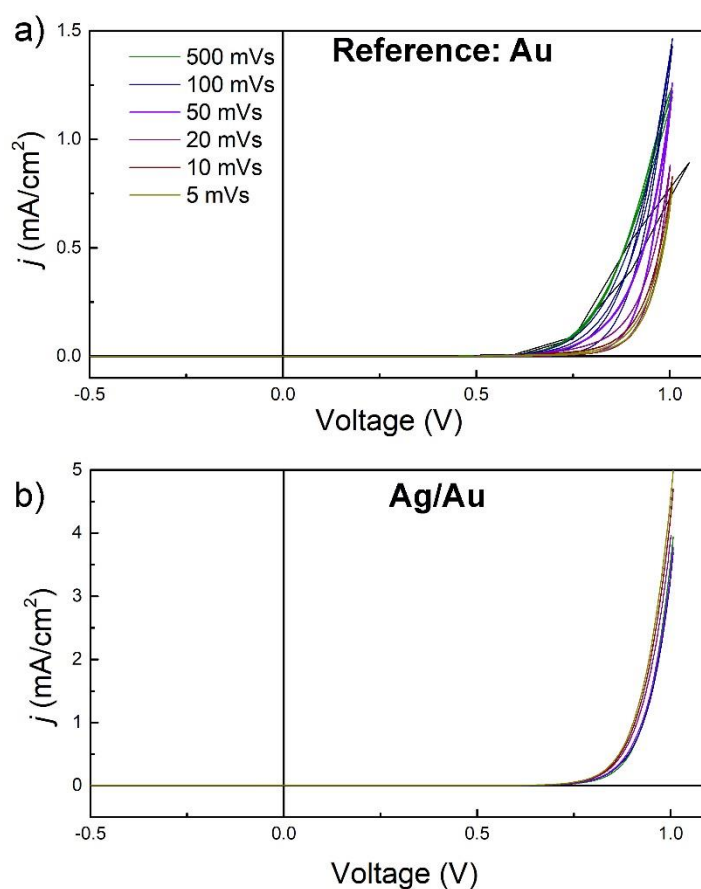 a)
Reference: Au
500 mVs
100 mVs
50 mVs
20 mVs
10 mVs
5 mVs
1.5
1.0
0.5
0.0
j (mA/cm²)
-0.5
0.0
0.5
1.0
Voltage (V)
b)
Ag/Au
5
4
3
2
1
0
j (mA/cm²)
-0.5
0.0
0.5
1.0
Voltage (V)